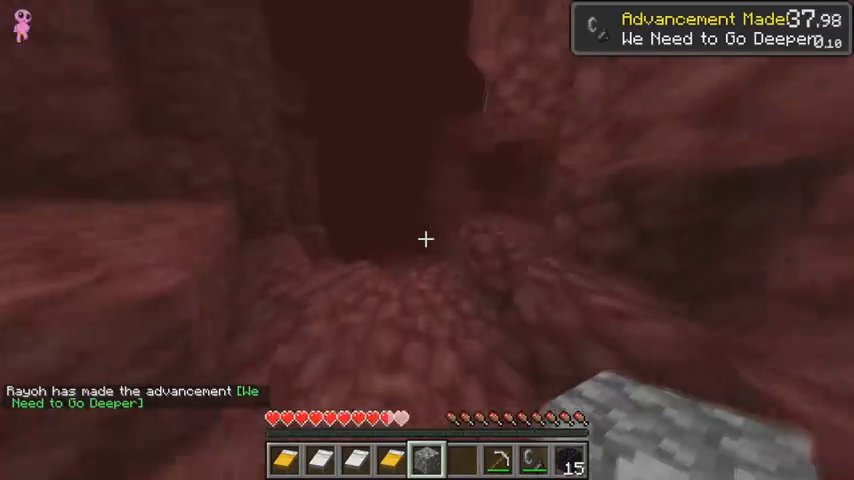 Advancement Made
37.98
We Need to Go Deeper
0.10
Rayoh has made the advancement [We
Need to Go Deeper]
15